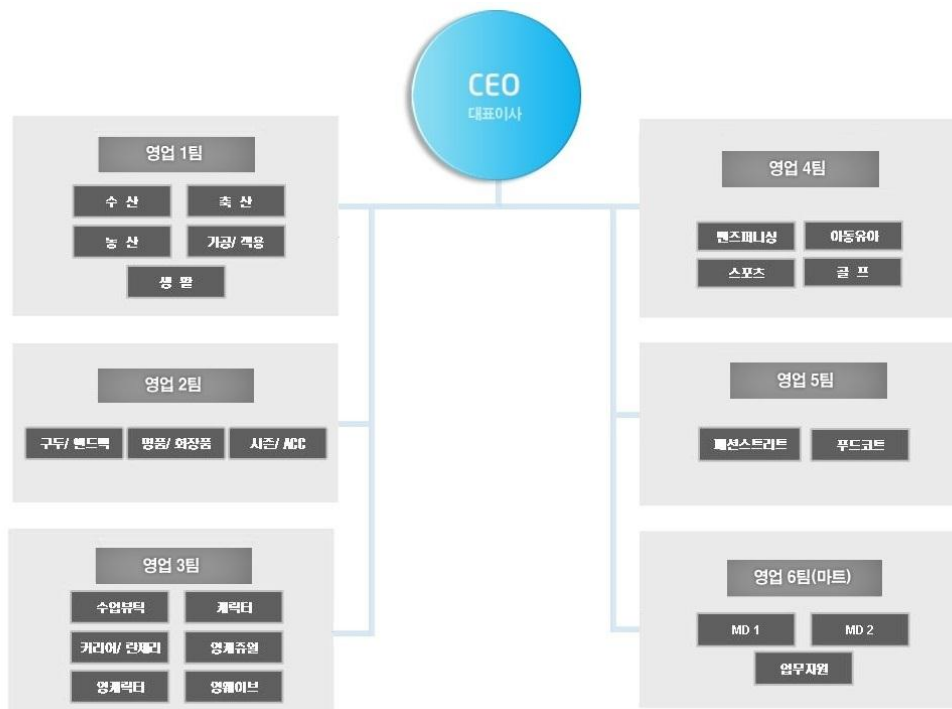 CEO
대표이사
영업 1팀
수 산
축 산
농 산
가공/ 잭용
생 활
영업 2팀
구두/ 핸드백
명품/ 화장품
시즌/ ACC
영업 3팀
수입뷰틱
캐릭터
커리어/ 란제리
영캐쥬얼
영캐릭터
영웨이브
영업 4팀
맨즈퍼니싱
아동유아
스포츠
골 프
영업 5팀
패션스트리트
푸드코트
영업 6팀(마트)
MD 1
MD 2
업무지원